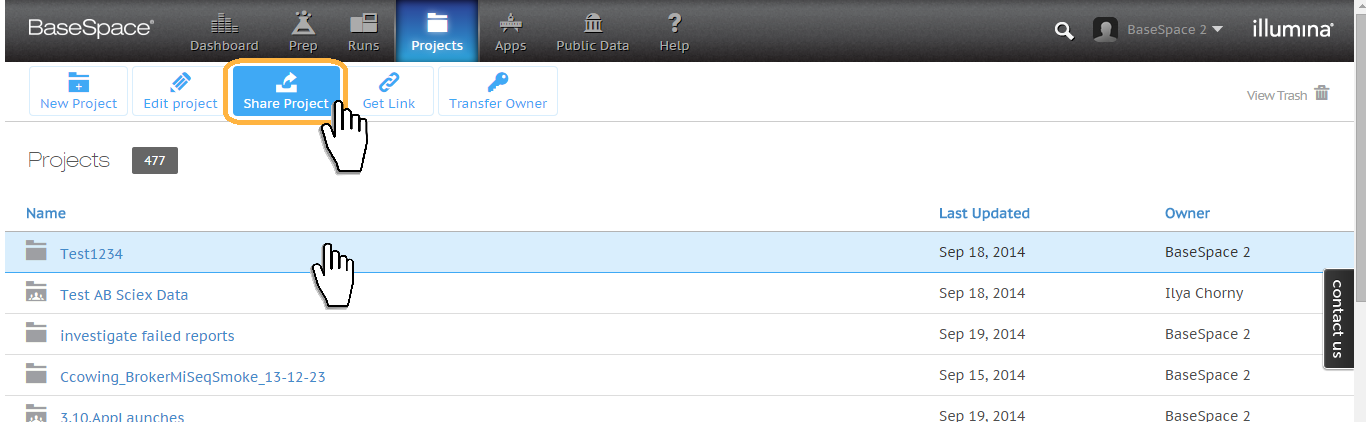 BaseSpace®
Dashboard
Prep
Runs
Projects
Apps
Public Data
Help
BaseSpace 2
illumina®
New Project
Edit project
Share Project
Get Link
Transfer Owner
View Trash
Projects 477
Name Last Updated Owner
Test1234 Sep 18, 2014 BaseSpace 2
Test AB Sciex Data Sep 18, 2014 Ilya Chorny
investigate failed reports Sep 19, 2014 BaseSpace 2
Ccowing_BrokerMiSeqSmoke_13-12-23 Sep 15, 2014 BaseSpace 2
3.10.AppLaunches Sep 19, 2014 BaseSpace 2
contact us